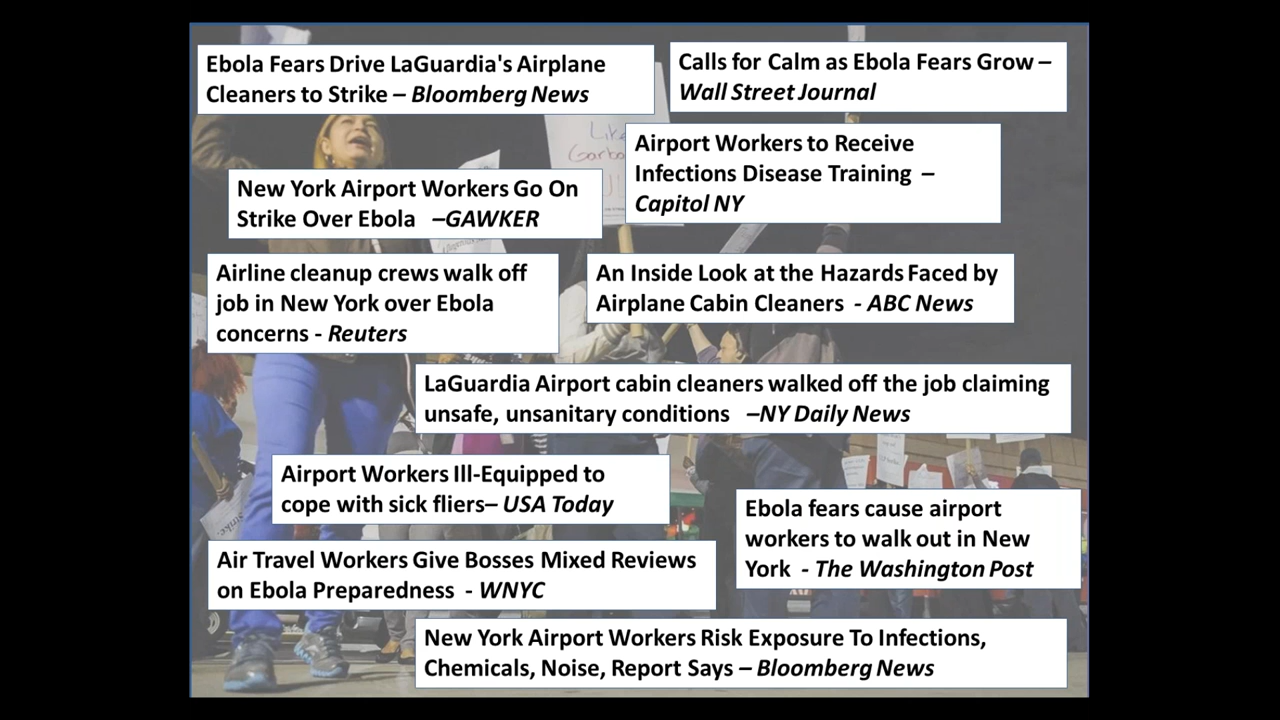 Ebola Fears Drive LaGuardia's Airplane
Cleaners to Strike – Bloomberg News
Calls for Calm as Ebola Fears Grow –
Wall Street Journal
Airport Workers to Receive
Infections Disease Training –
Capitol NY
New York Airport Workers Go On
Strike Over Ebola –GAWKER
Airline cleanup crews walk off
job in New York over Ebola
concerns - Reuters
An Inside Look at the Hazards Faced by
Airplane Cabin Cleaners - ABC News
LaGuardia Airport cabin cleaners walked off the job claiming
unsafe, unsanitary conditions –NY Daily News
Airport Workers Ill-Equipped to
cope with sick fliers– USA Today
Ebola fears cause airport
workers to walk out in New
York - The Washington Post
Air Travel Workers Give Bosses Mixed Reviews
on Ebola Preparedness - WNYC
New York Airport Workers Risk Exposure To Infections,
Chemicals, Noise, Report Says – Bloomberg News